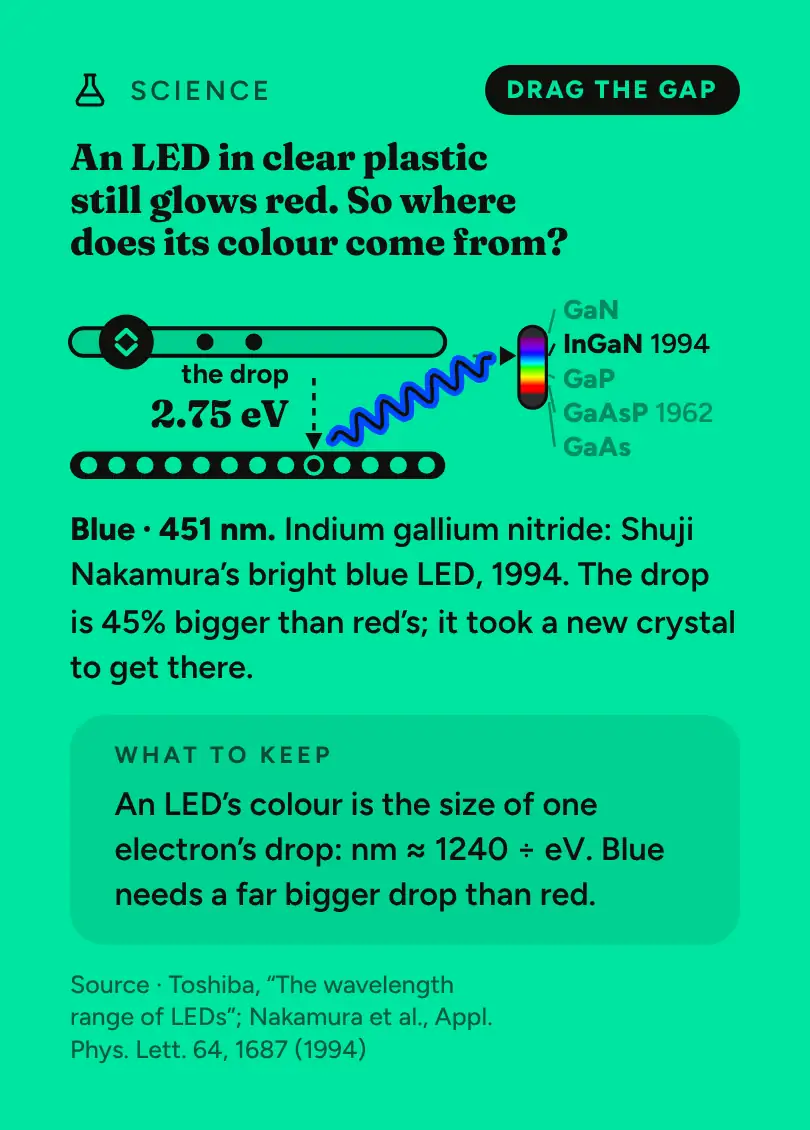 SCIENCE
DRAG THE GAP
An LED in clear plastic
still glows red. So where
does its colour come from?
GaN
InGaN 1994
GaP
GaAsP 1962
GaAs
the drop
2.75 eV
Blue · 451 nm. Indium gallium nitride: Shuji
Nakamura’s bright blue LED, 1994. The drop
is 45% bigger than red’s; it took a new crystal
to get there.
WHAT TO KEEP
An LED’s colour is the size of one
electron’s drop: nm ≈ 1240 ÷ eV. Blue
needs a far bigger drop than red.
Source · Toshiba, “The wavelength
range of LEDs”; Nakamura et al., Appl.
Phys. Lett. 64, 1687 (1994)